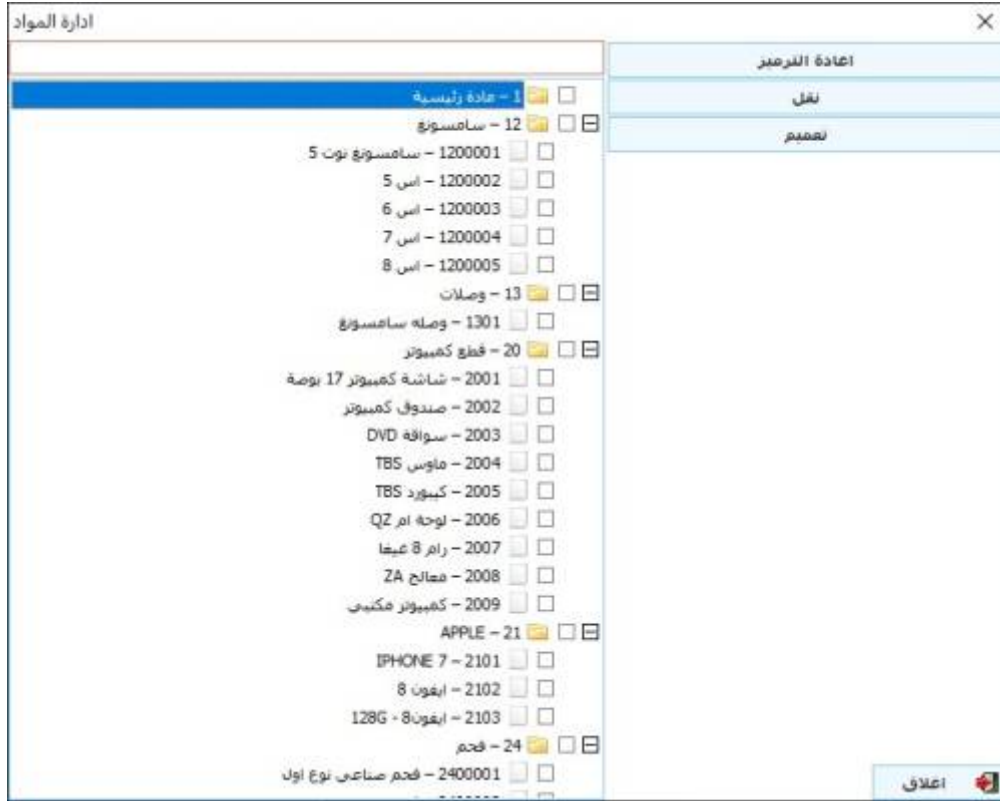 ادارة المواد
اعادة الترميز
نقل
تعميم
1 – مادة رئيسية
12 – سامسونغ
1200001 – سامسونغ نوت 5
1200002 – اس 5
1200003 – اس 6
1200004 – اس 7
1200005 – اس 8
13 – وصلات
1301 – وصله سامسونغ
20 – قطع كمبيوتر
2001 – شاشة كمبيوتر 17 بوصة
2002 – صندوق كمبيوتر
2003 – سواقة DVD
2004 – ماوس TBS
2005 – كيبورد TBS
2006 – لوحة ام QZ
2007 – رام 8 غيغا
2008 – معالج ZA
2009 – كمبيوتر مكتبي
21 – APPLE
2101 – IPHONE 7
2102 – ايفون 8
2103 – ايفون8 - 128G
24 – فحم
2400001 – فحم صناعي نوع اول
اغلاق